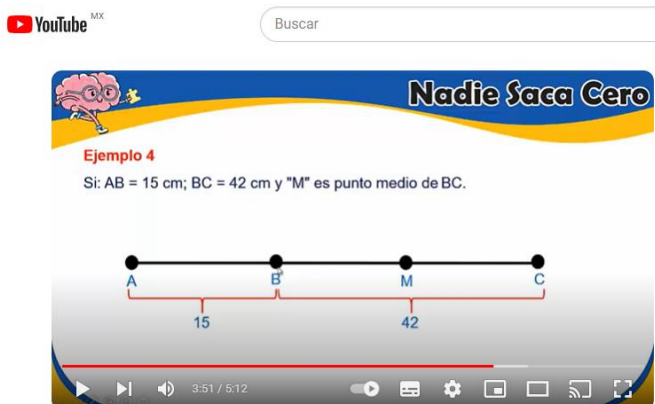 YouTube MX
Buscar
Nadie Saca Cero
Ejemplo 4
Si: AB = 15 cm; BC = 42 cm y "M" es punto medio de BC.
A B M C
15 42
3:51 / 5:12